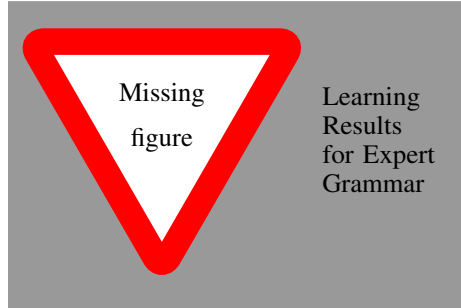 Missing
figure
Learning
Results
for Expert
Grammar